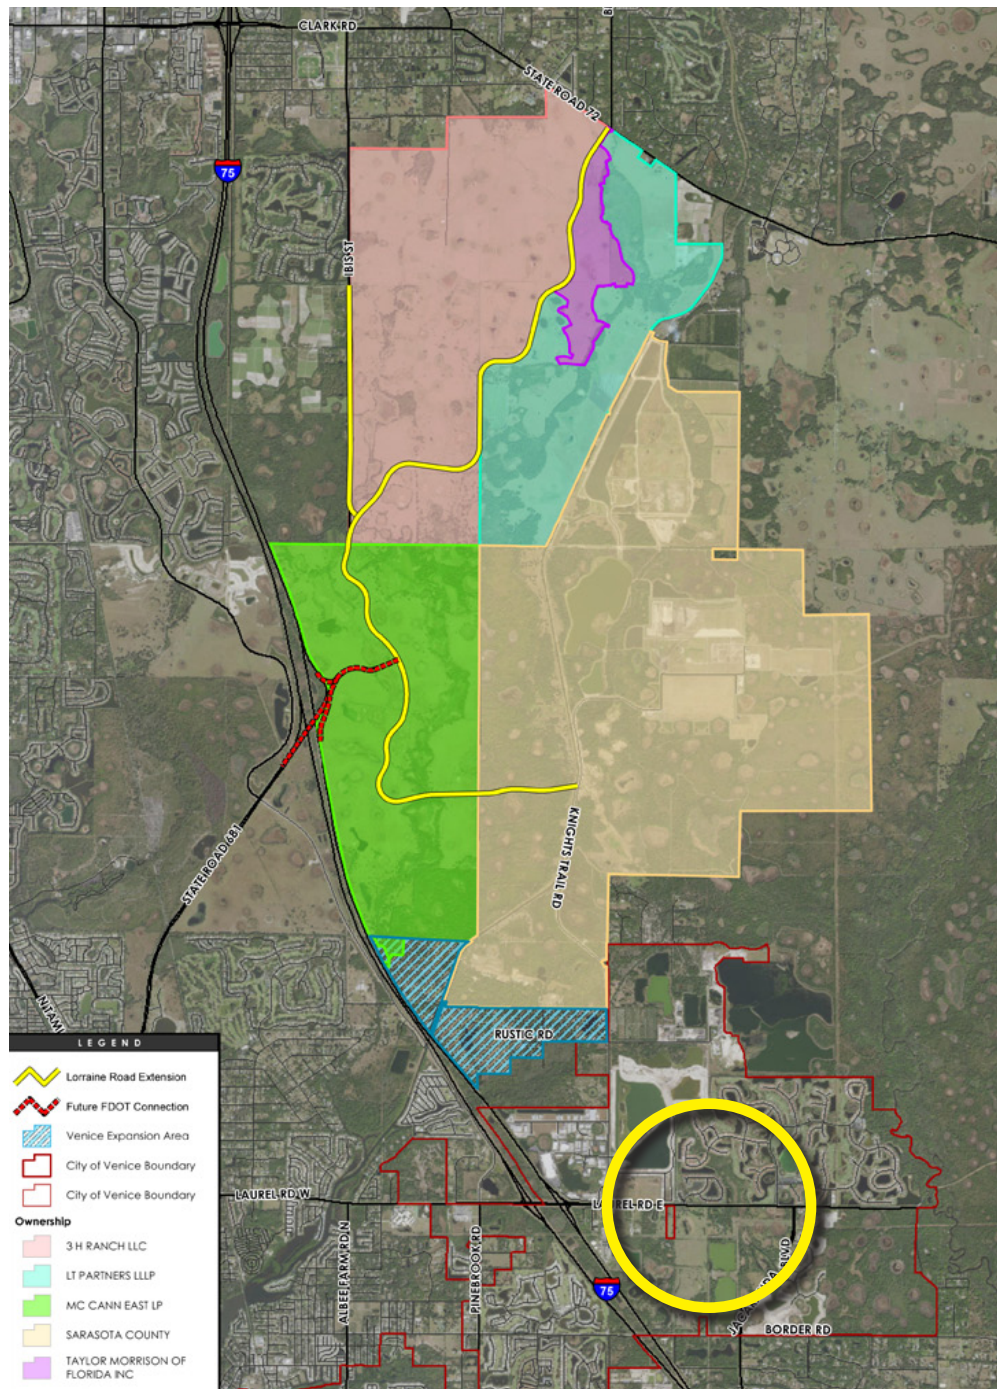 CLARK RD
STATE ROAD 72
75
IBIS ST
STATE ROAD 681
KNIGHTS TRAIL RD
N TAMI
RUSTIC RD
LAUREL RD W
LAUREL RD E
ALBEE FARM RD N
PINEBROOK RD
75
BORDER RD
LEGEND
Lorraine Road Extension
Future FDOT Connection
Venice Expansion Area
City of Venice Boundary
City of Venice Boundary
Ownership
3 H RANCH LLC
LT PARTNERS LLLP
MC CANN EAST LP
SARASOTA COUNTY
TAYLOR MORRISON OF
FLORIDA INC